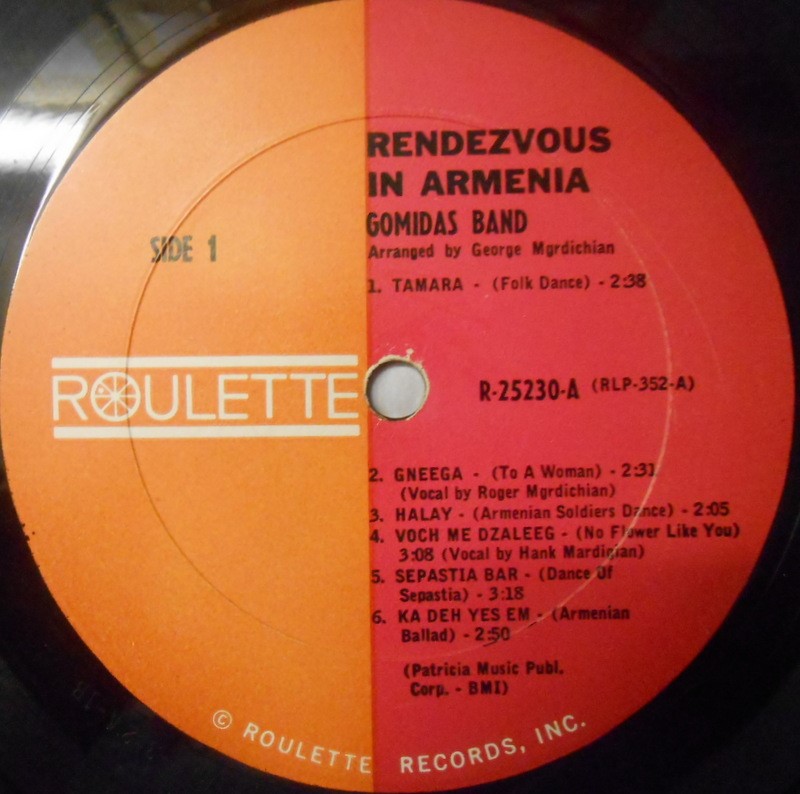 RENDEZVOUS
IN ARMENIA
GOMIDAS BAND
Arranged by George Mgrdichian
SIDE 1
1. TAMARA - (Folk Dance) - 2:38
ROULETTE
R-25230-A (RLP-352-A)
2. GNEEGA - (To A Woman) - 2:31
(Vocal by Roger Mgrdichian)
3. HALAY - (Armenian Soldiers Dance) - 2:05
4. VOCH ME DZALEEG - (No Flower Like You)
3:08 (Vocal by Hank Mardigian)
5. SEPASTIA BAR - (Dance Of
Sepastia) - 3:18
6. KA DEH YES EM - (Armenian
Ballad) - 2:50
(Patricia Music Publ.
Corp. - BMI)
© ROULETTE RECORDS, INC.